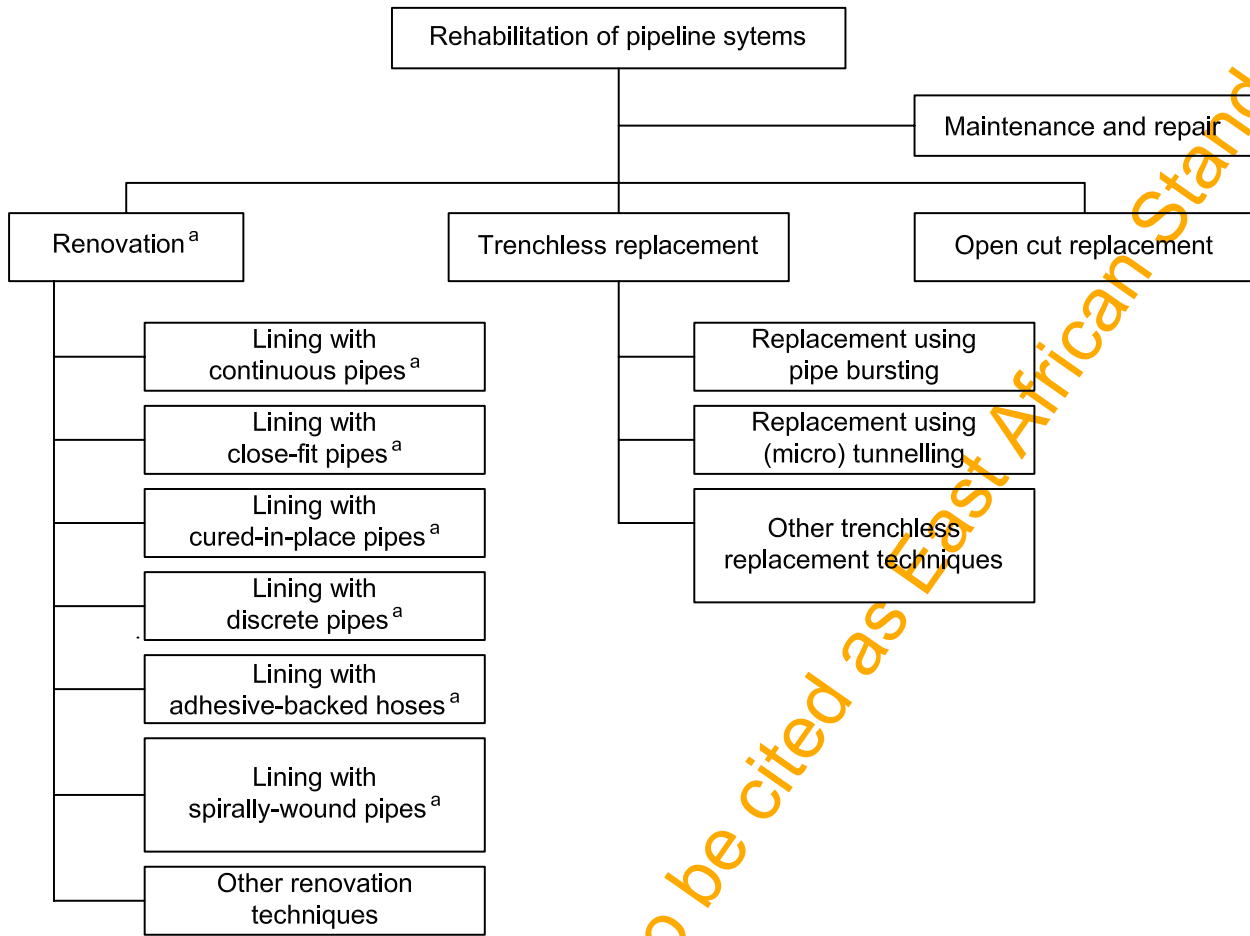 Rehabilitation of pipeline sytems
Maintenance and repair
Renovation a
Trenchless replacement
Open cut replacement
Lining with
continuous pipes a
Lining with
close-fit pipes a
Lining with
cured-in-place pipes a
Lining with
discrete pipes a
Lining with
adhesive-backed hoses a
Lining with
spirally-wound pipes a
Other renovation
techniques
Replacement using
pipe bursting
Replacement using
(micro) tunnelling
Other trenchless
replacement techniques
be cited as East African